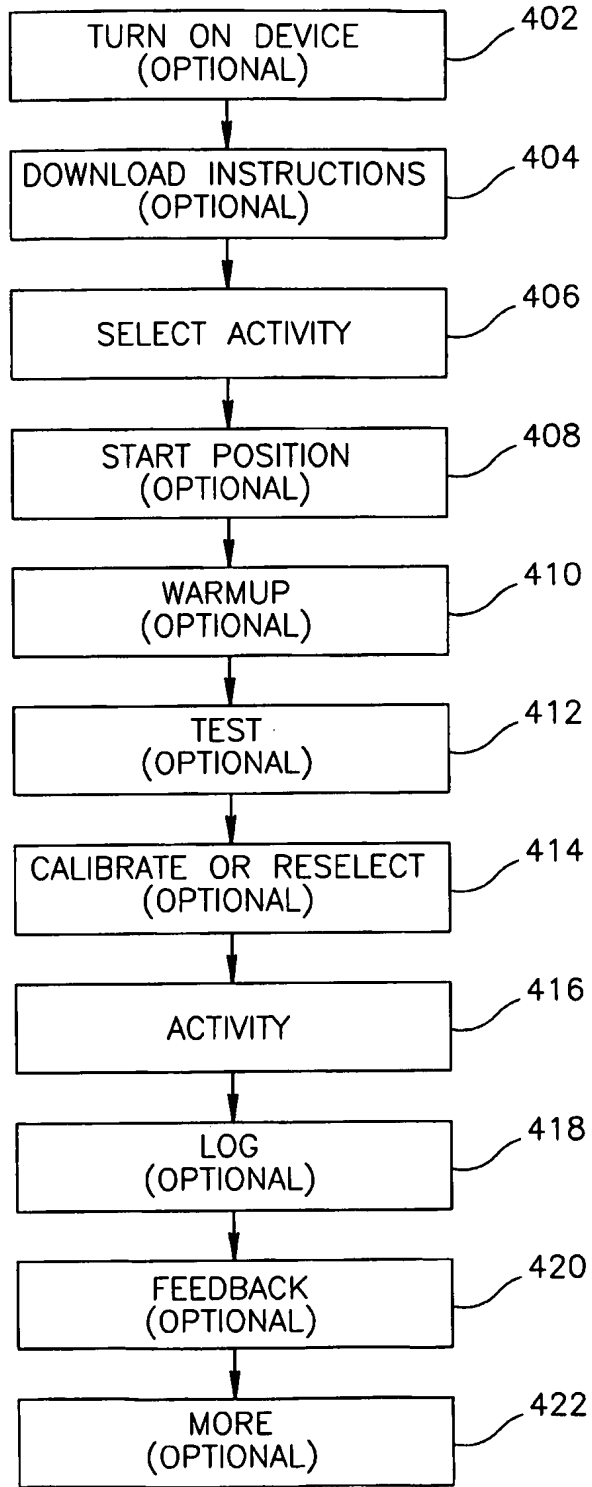 TURN ON DEVICE
(OPTIONAL)
402
DOWNLOAD INSTRUCTIONS
(OPTIONAL)
404
SELECT ACTIVITY
406
START POSITION
(OPTIONAL)
408
WARMUP
(OPTIONAL)
410
TEST
(OPTIONAL)
412
CALIBRATE OR RESELECT
(OPTIONAL)
414
ACTIVITY
416
LOG
(OPTIONAL)
418
FEEDBACK
(OPTIONAL)
420
MORE
(OPTIONAL)
422